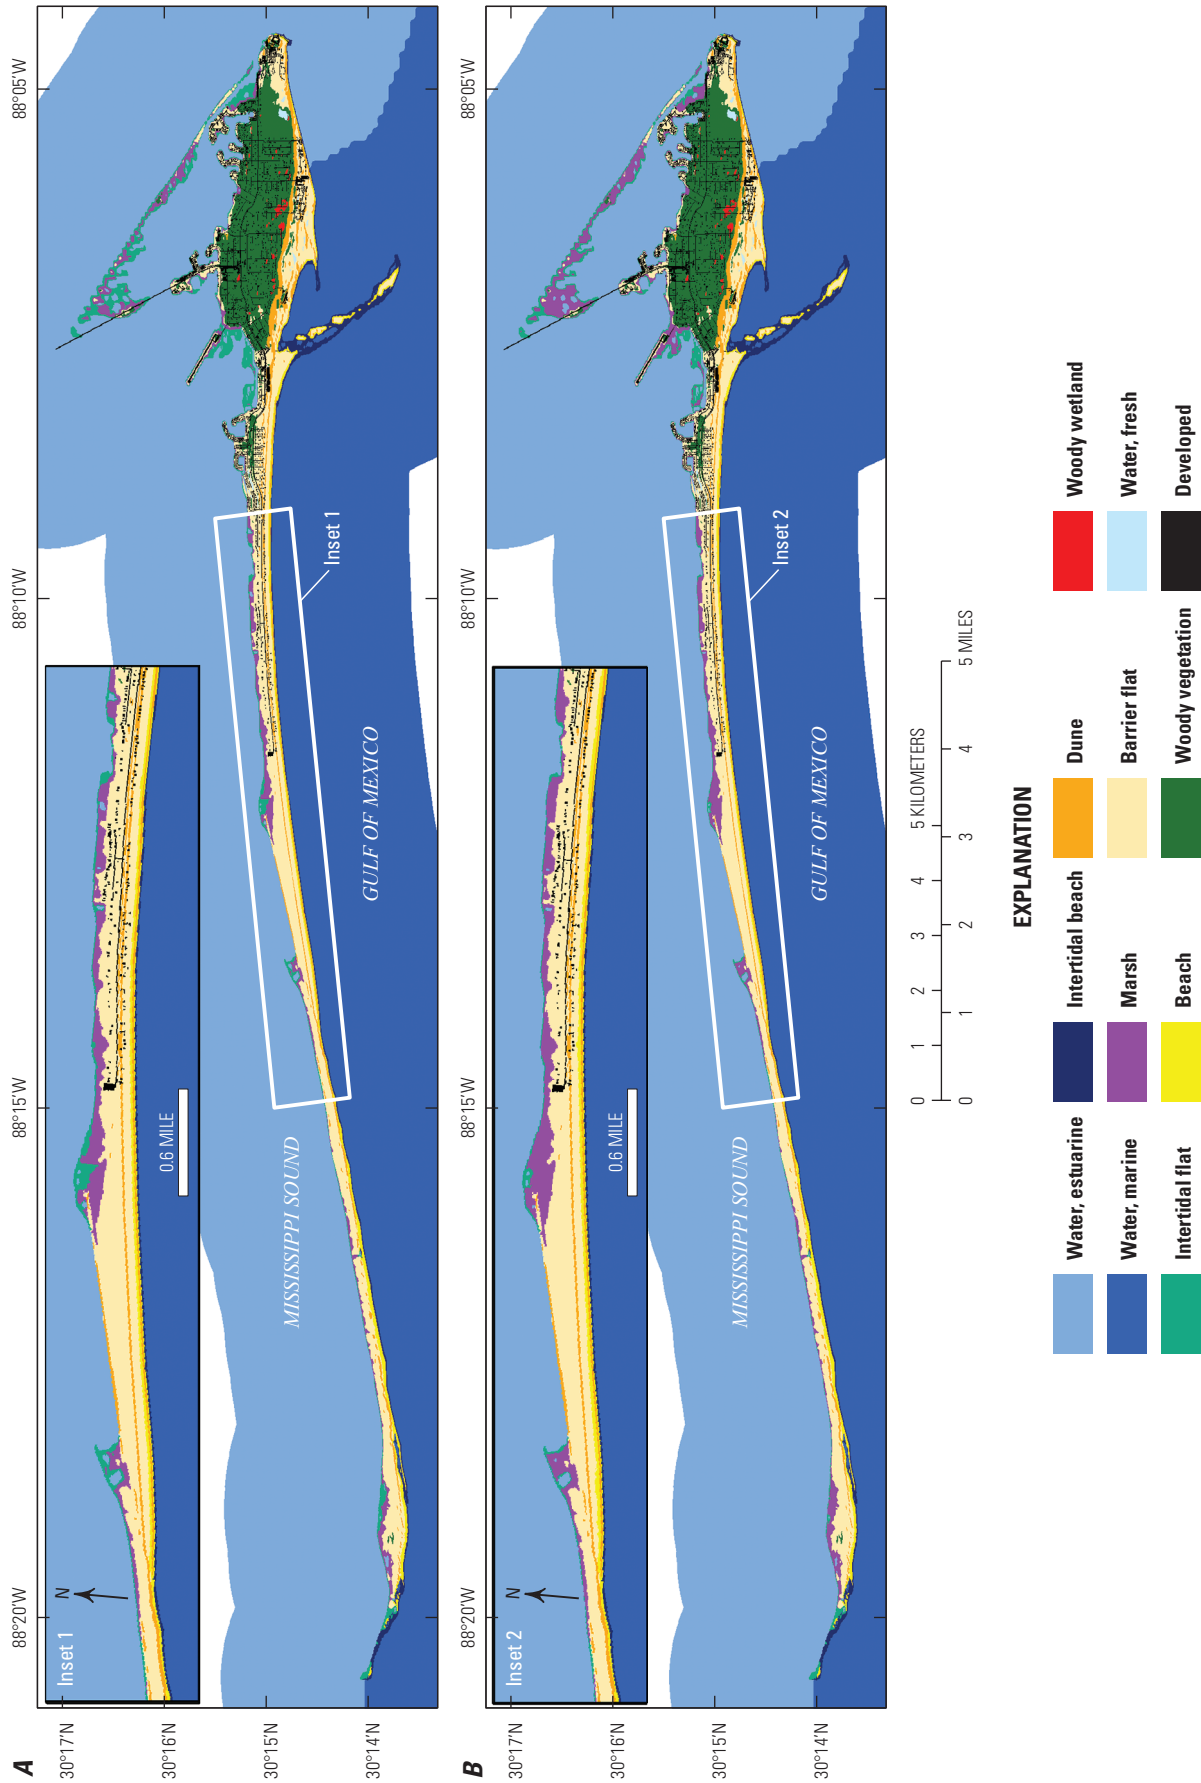 A
88°20'W
88°15'W
88°10'W
88°05'W
30°17'N
30°16'N
30°15'N
30°14'N
Inset 1
N
0.6 MILE
MISSISSIPPI SOUND
GULF OF MEXICO
Inset 1
B
88°20'W
88°15'W
88°10'W
88°05'W
30°17'N
30°16'N
30°15'N
30°14'N
Inset 2
N
0.6 MILE
MISSISSIPPI SOUND
GULF OF MEXICO
Inset 2
0 1 2 3 4 5 KILOMETERS
0 1 2 3 4 5 MILES
EXPLANATION
Water, estuarine
Water, marine
Intertidal flat
Intertidal beach
Marsh
Beach
Dune
Barrier flat
Woody vegetation
Woody wetland
Water, fresh
Developed